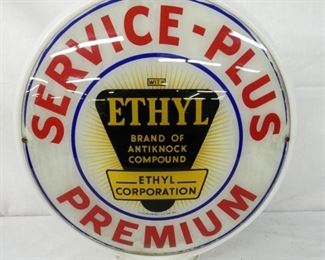 SERVICE-PLUS
WITH
ETHYL
BRAND OF
ANTIKNOCK
COMPOUND
ETHYL
CORPORATION
PREMIUM